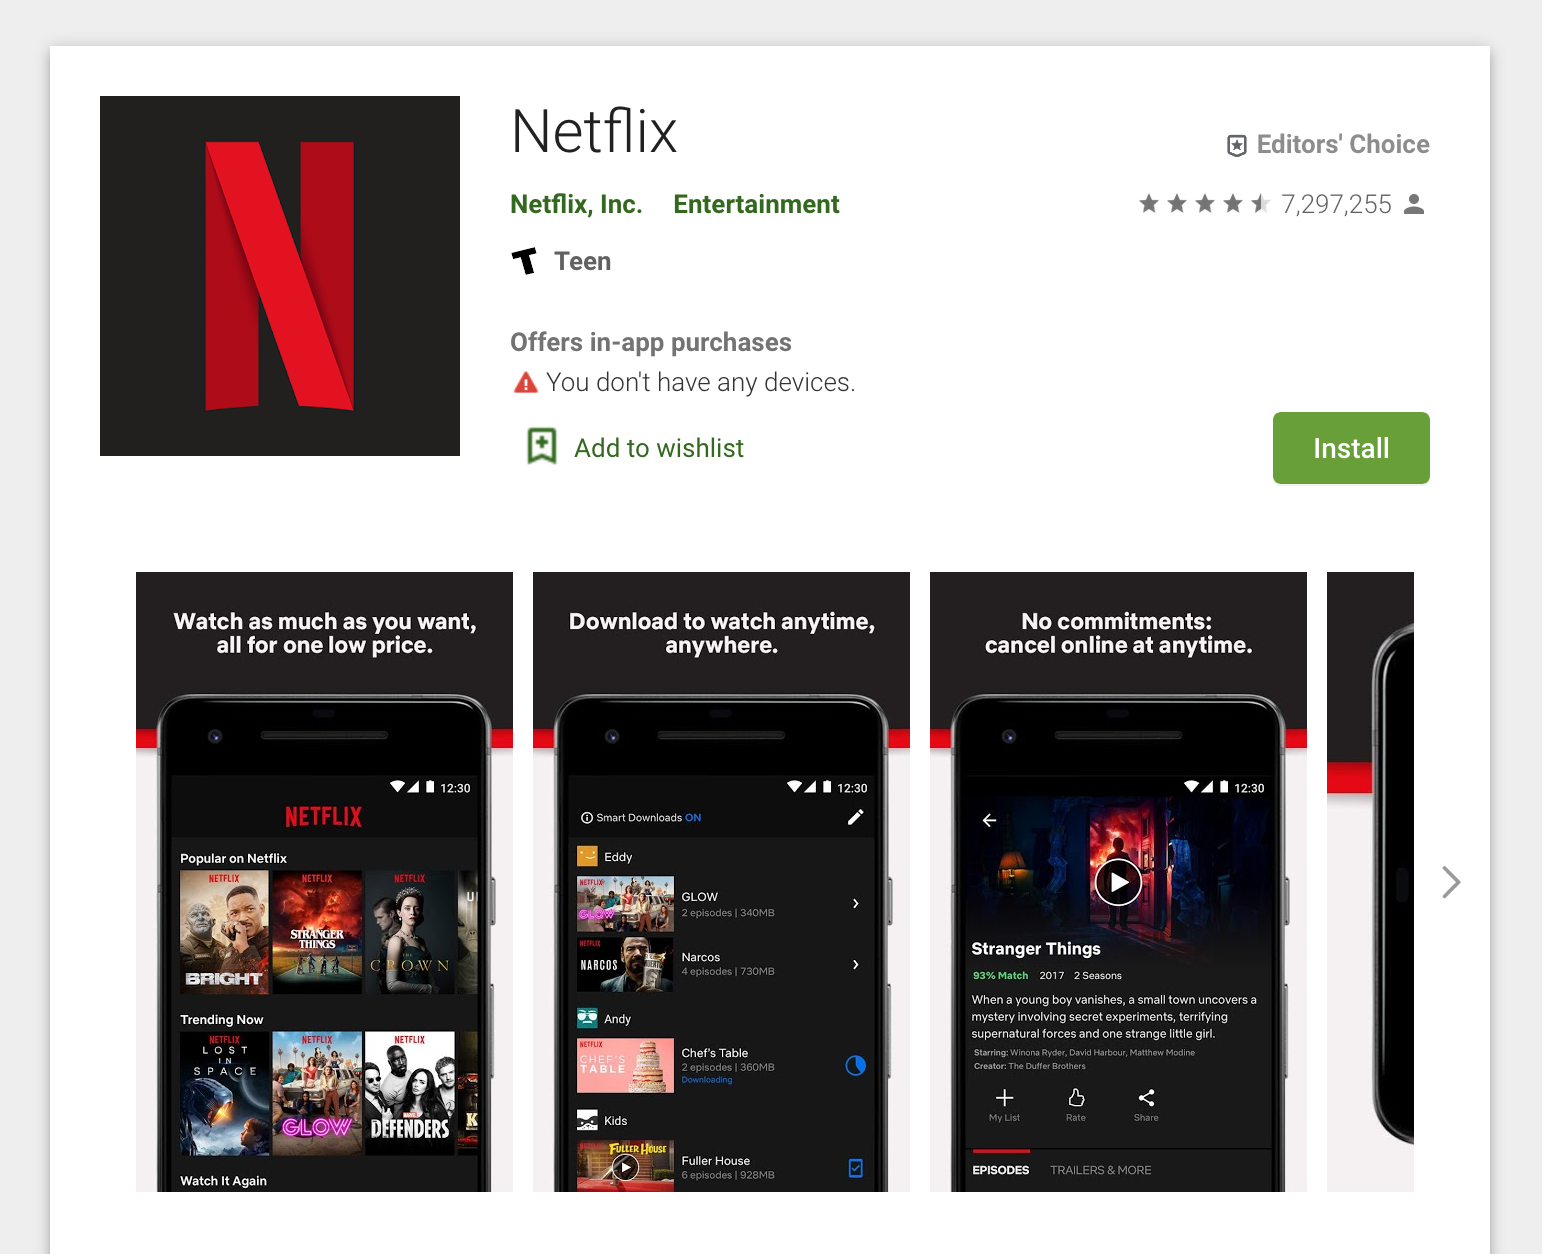 Netflix
Editors' Choice
Netflix, Inc. Entertainment
7,297,255
Teen
Offers in-app purchases
You don't have any devices.
Add to wishlist
Install
Watch as much as you want,
all for one low price.
12:30
NETFLIX
Popular on Netflix
NETFLIX
BRIGHT
NETFLIX
STRANGER
THINGS
NETFLIX
THE
CROWN
U
Trending Now
NETFLIX
LOST
IN
SPACE
NETFLIX
GLOW
NETFLIX
MARVEL
DEFENDERS
K
Watch It Again
Download to watch anytime,
anywhere.
12:30
Smart Downloads ON
Eddy
NETFLIX
GLOW
GLOW
2 episodes | 340MB
NETFLIX
NARCOS
Narcos
4 episodes | 730MB
Andy
NETFLIX
CHEF'S
TABLE
Chef's Table
2 episodes | 360MB
Downloading
Kids
FULLER HOUSE
Fuller House
6 episodes | 928MB
No commitments:
cancel online at anytime.
12:30
Stranger Things
93% Match 2017 2 Seasons
When a young boy vanishes, a small town uncovers a
mystery involving secret experiments, terrifying
supernatural forces and one strange little girl.
Starring: Winona Ryder, David Harbour, Matthew Modine
Creator: The Duffer Brothers
My List Rate Share
EPISODES TRAILERS & MORE